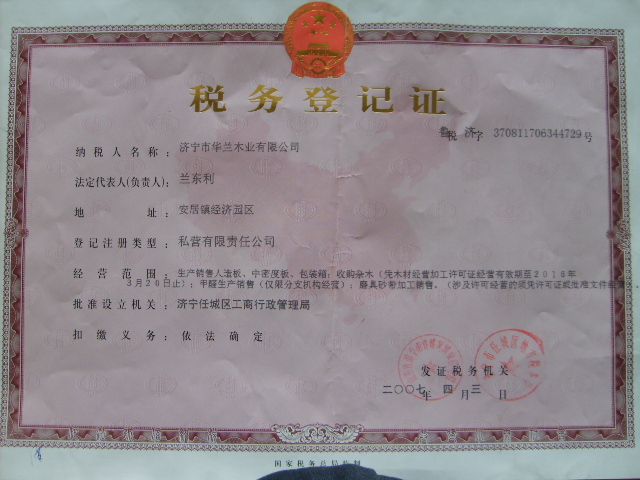 税务登记证
鲁税 济字 370811706344729 号
纳税人名称： 济宁市华兰木业有限公司
法定代表人(负责人)： 兰东利
地 址： 安居镇经济园区
登记注册类型： 私营有限责任公司
经营范围： 生产销售人造板、中密度板、包装箱；收购杂木（凭木材经营加工许可证经营有效期至2018年
3月20日止）；甲醛生产销售（仅限分支机构经营）；磨具砂带加工销售。（涉及许可经营的须凭许可证或批准文件经营）
批准设立机关： 济宁任城区工商行政管理局
扣缴义务： 依法确定
发证税务机关
二〇〇七年 四月 三日
国家税务总局监制